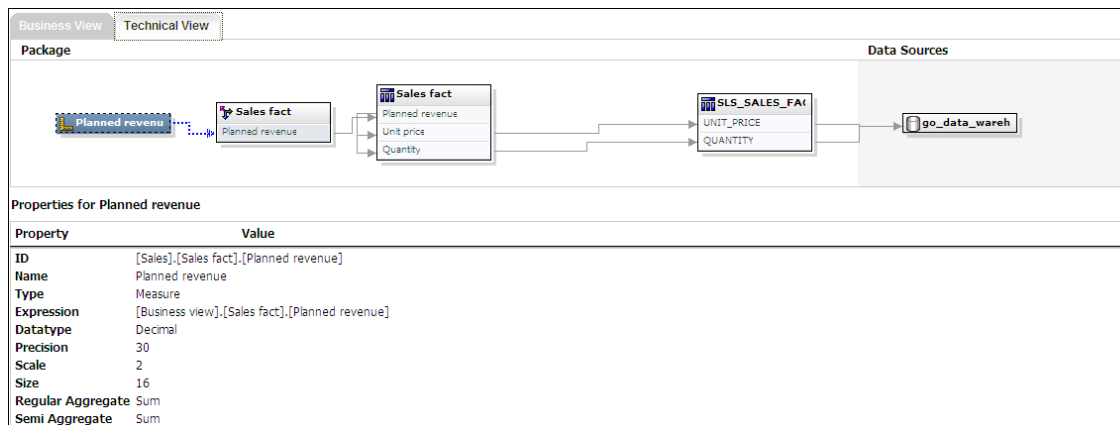 Business View Technical View
Package Data Sources
Planned revenu
Sales fact
Planned revenue
Sales fact
Planned revenue
Unit price
Quantity
SLS_SALES_FA
UNIT_PRICE
QUANTITY
go_data_wareh
Properties for Planned revenue
Property Value
ID [Sales].[Sales fact].[Planned revenue]
Name Planned revenue
Type Measure
Expression [Business view].[Sales fact].[Planned revenue]
Datatype Decimal
Precision 30
Scale 2
Size 16
Regular Aggregate Sum
Semi Aggregate Sum